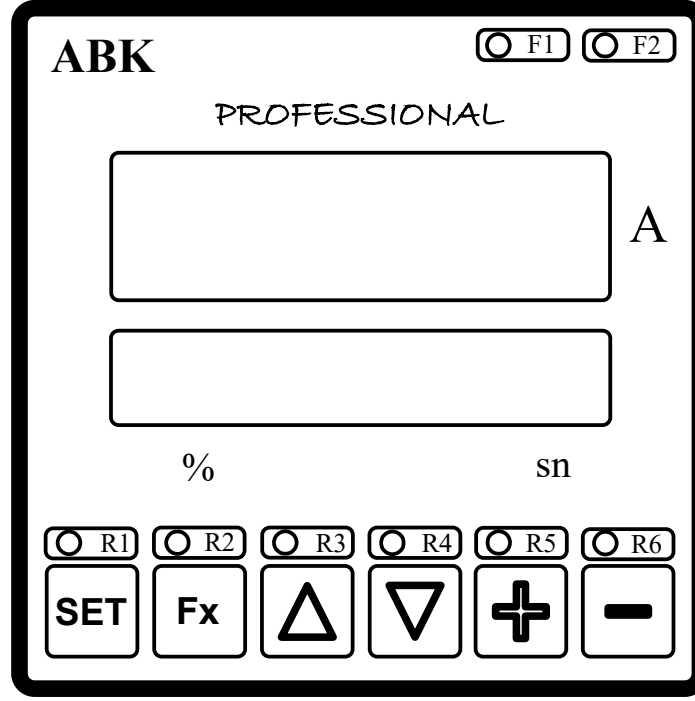 ABK F1 F2
PROFESSIONAL
A
% sn
R1 R2 R3 R4 R5 R6
SET Fx